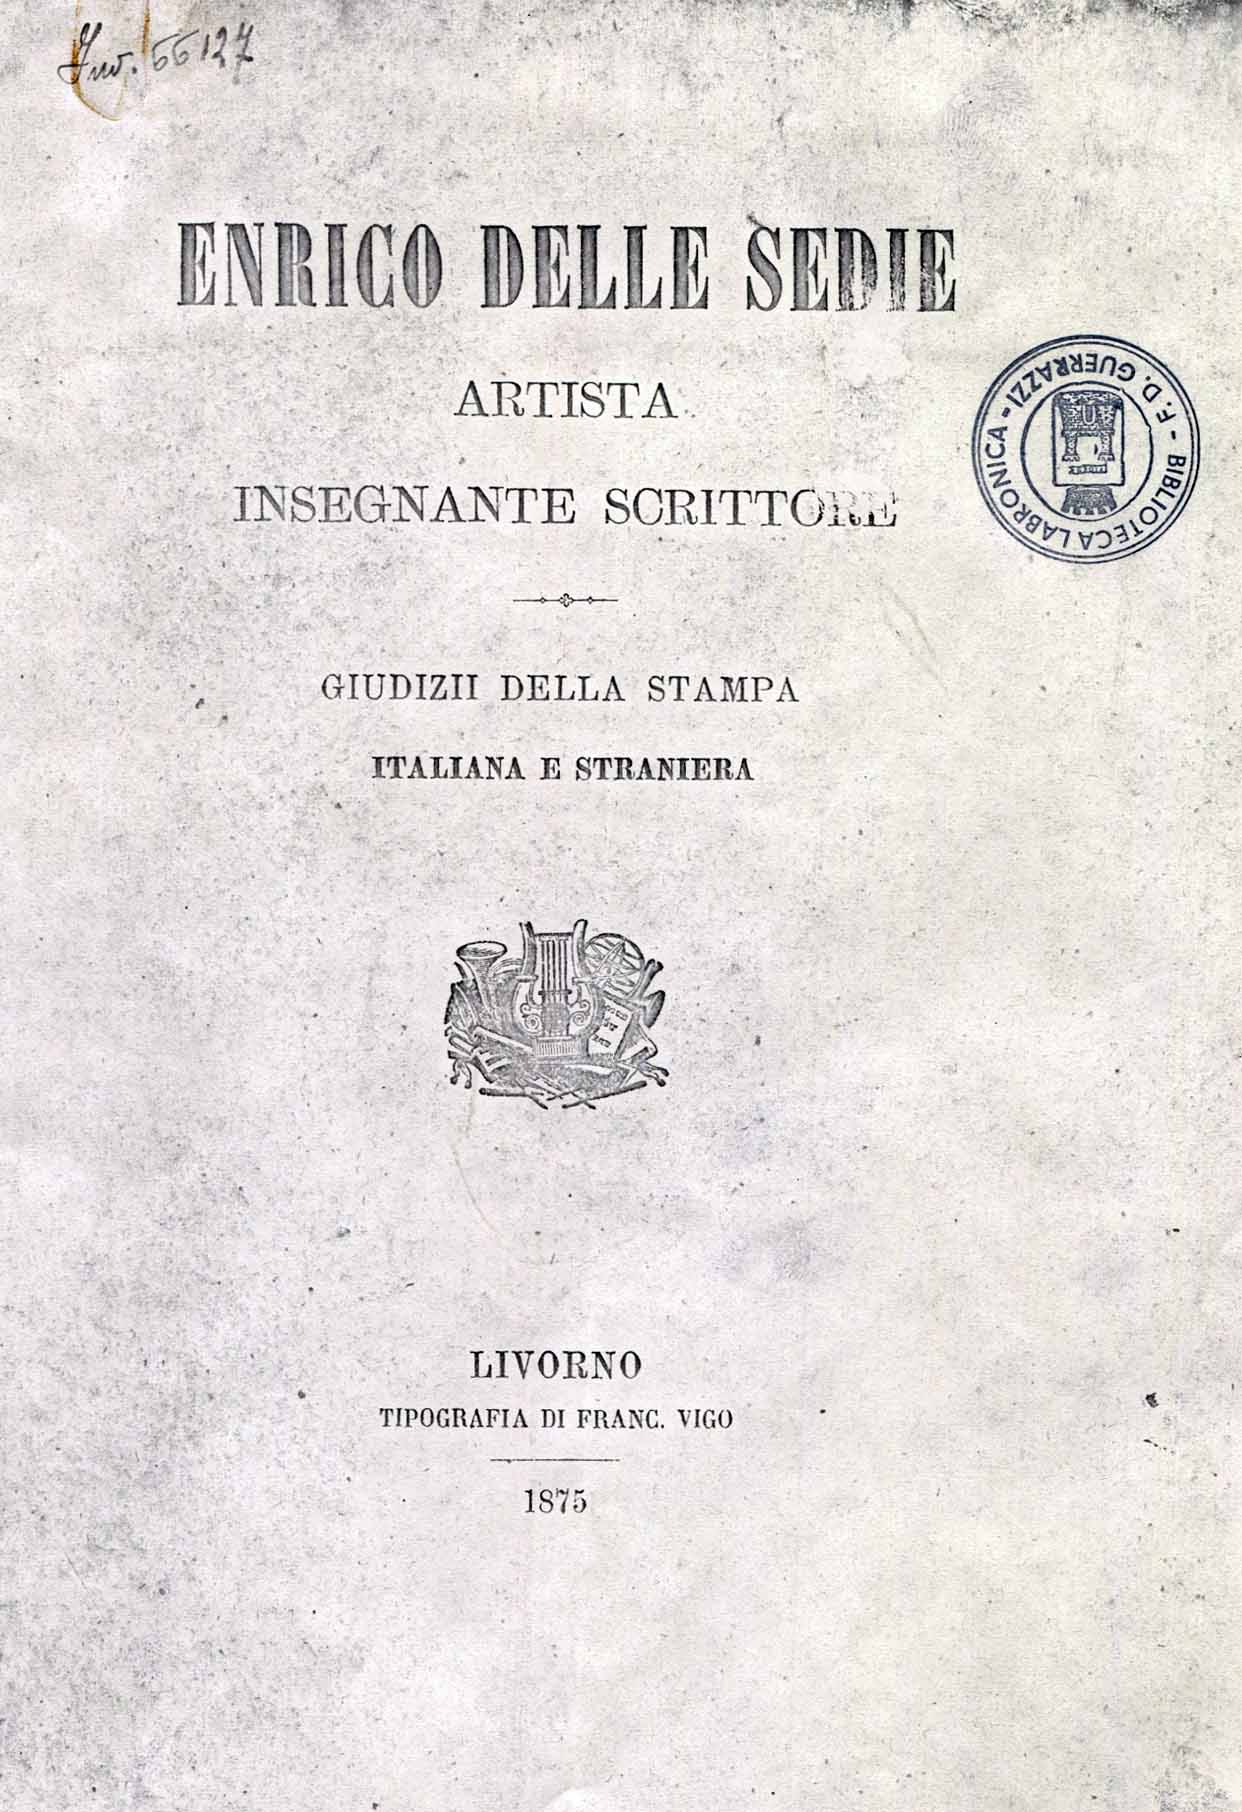 Inv. 55127
ENRICO DELLE SEDIE
ARTISTA
INSEGNANTE SCRITTORE
BIBLIOTECA LABRONICA - F. D. GUERRAZZI -
GIUDIZII DELLA STAMPA
ITALIANA E STRANIERA
LIVORNO
TIPOGRAFIA DI FRANC. VIGO
1875